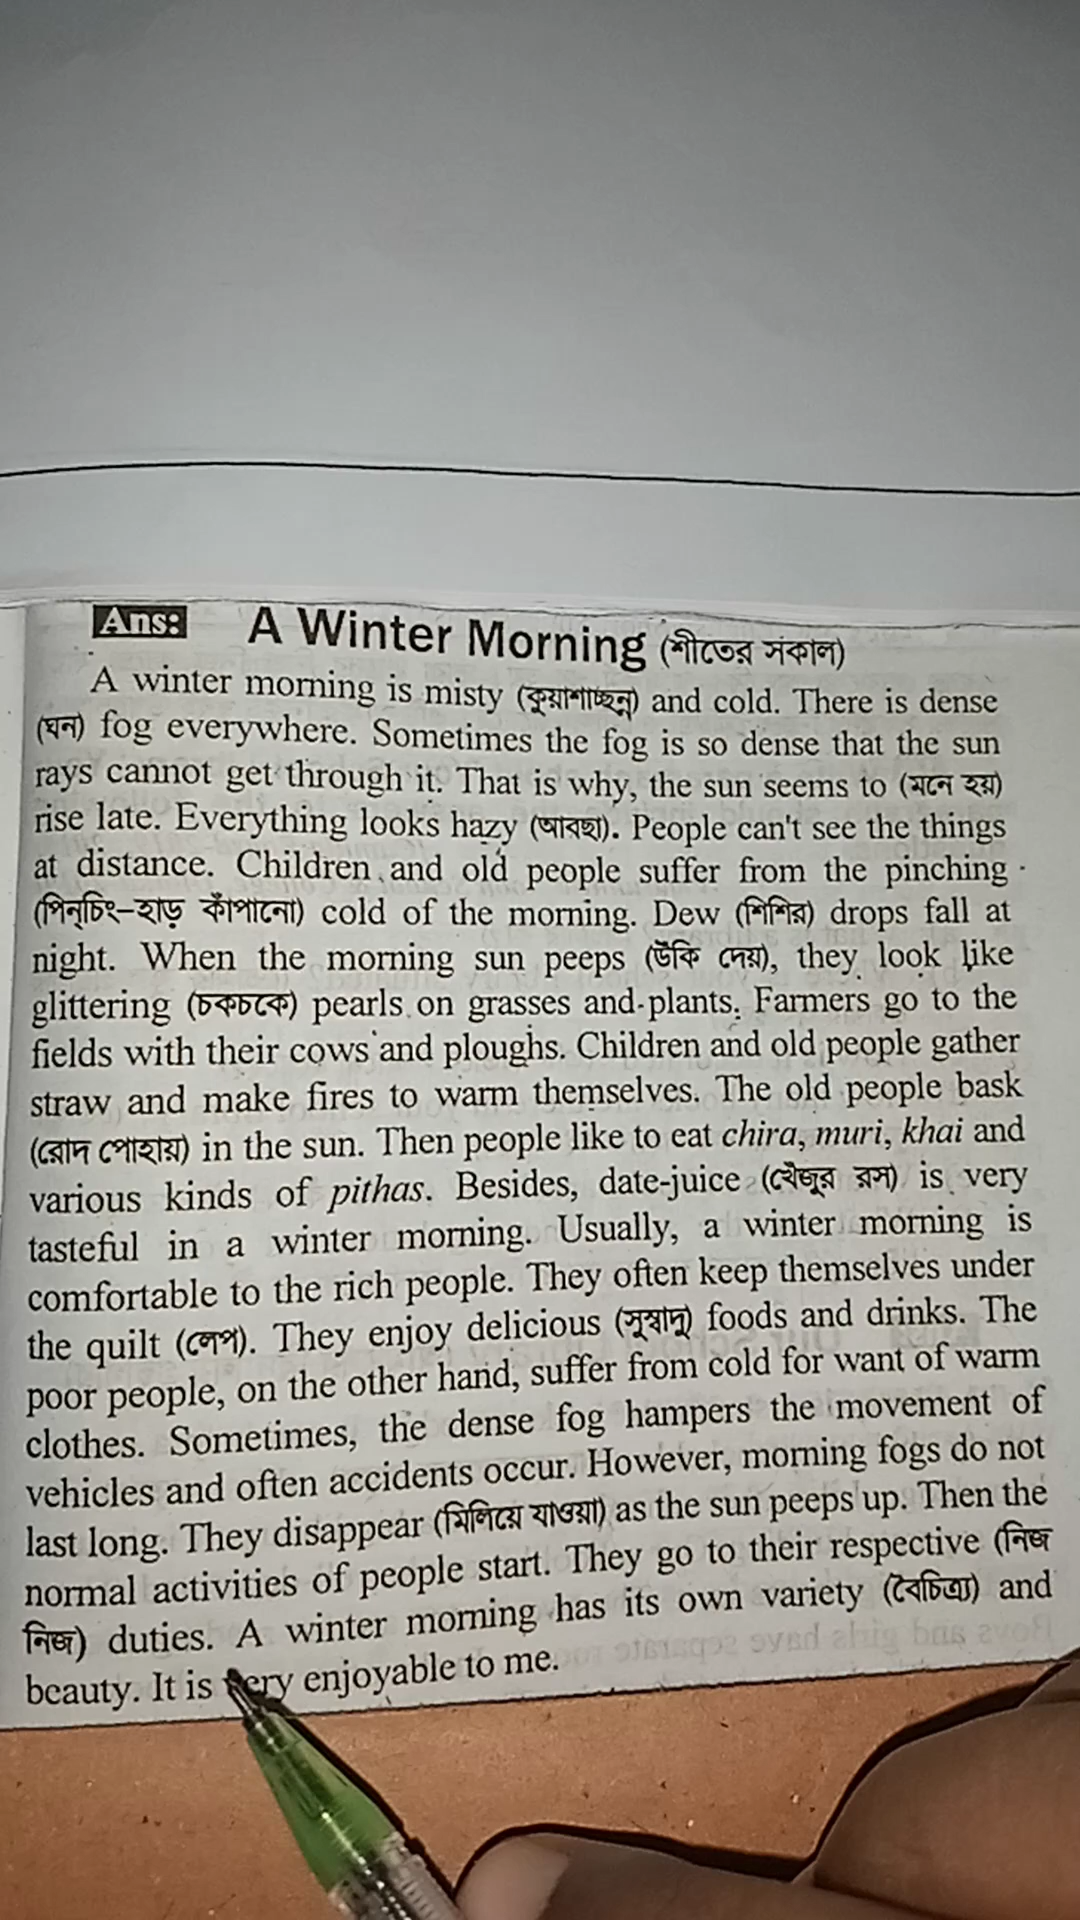 Ans: A Winter Morning (শীতের সকাল)
A winter morning is misty (কুয়াশাচ্ছন্ন) and cold. There is dense
(ঘন) fog everywhere. Sometimes the fog is so dense that the sun
rays cannot get through it. That is why, the sun seems to (মনে হয়)
rise late. Everything looks hazy (আবছা). People can't see the things
at distance. Children and old people suffer from the pinching
(পিন্‌চিং–হাড় কাঁপানো) cold of the morning. Dew (শিশির) drops fall at
night. When the morning sun peeps (উঁকি দেয়), they look like
glittering (চকচকে) pearls on grasses and plants. Farmers go to the
fields with their cows and ploughs. Children and old people gather
straw and make fires to warm themselves. The old people bask
(রোদ পোহায়) in the sun. Then people like to eat chira, muri, khai and
various kinds of pithas. Besides, date-juice (খেঁজুর রস) is very
tasteful in a winter morning. Usually, a winter morning is
comfortable to the rich people. They often keep themselves under
the quilt (লেপ). They enjoy delicious (সুস্বাদু) foods and drinks. The
poor people, on the other hand, suffer from cold for want of warm
clothes. Sometimes, the dense fog hampers the movement of
vehicles and often accidents occur. However, morning fogs do not
last long. They disappear (মিলিয়ে যাওয়া) as the sun peeps up. Then the
normal activities of people start. They go to their respective (নিজ
নিজ) duties. A winter morning has its own variety (বৈচিত্র্য) and
beauty. It is very enjoyable to me.